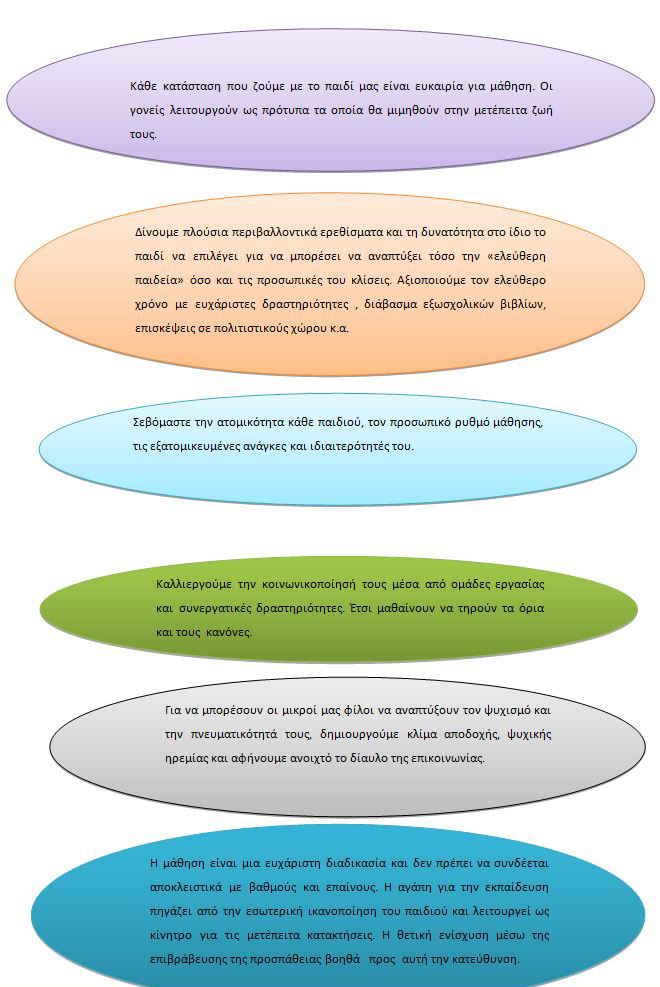 Κάθε κατάσταση που ζούμε με το παιδί μας είναι ευκαιρία για μάθηση. Οι
γονείς λειτουργούν ως πρότυπα τα οποία θα μιμηθούν στην μετέπειτα ζωή
τους.
Δίνουμε πλούσια περιβαλλοντικά ερεθίσματα και τη δυνατότητα στο ίδιο το
παιδί να επιλέγει για να μπορέσει να αναπτύξει τόσο την «ελεύθερη
παιδεία» όσο και τις προσωπικές του κλίσεις. Αξιοποιούμε τον ελεύθερο
χρόνο με ευχάριστες δραστηριότητες , διάβασμα εξωσχολικών βιβλίων,
επισκέψεις σε πολιτιστικούς χώρου κ.α.
Σεβόμαστε την ατομικότητα κάθε παιδιού, τον προσωπικό ρυθμό μάθησης,
τις εξατομικευμένες ανάγκες και ιδιαιτερότητές του.
Καλλιεργούμε την κοινωνικοποίησή τους μέσα από ομάδες εργασίας
και συνεργατικές δραστηριότητες. Έτσι μαθαίνουν να τηρούν τα όρια
και τους κανόνες.
Για να μπορέσουν οι μικροί μας φίλοι να αναπτύξουν τον ψυχισμό και
την πνευματικότητά τους, δημιουργούμε κλίμα αποδοχής, ψυχικής
ηρεμίας και αφήνουμε ανοιχτό το δίαυλο της επικοινωνίας.
Η μάθηση είναι μια ευχάριστη διαδικασία και δεν πρέπει να συνδέεται
αποκλειστικά με βαθμούς και επαίνους. Η αγάπη για την εκπαίδευση
πηγάζει από την εσωτερική ικανοποίηση του παιδιού και λειτουργεί ως
κίνητρο για τις μετέπειτα κατακτήσεις. Η θετική ενίσχυση μέσω της
επιβράβευσης της προσπάθειας βοηθά προς αυτή την κατεύθυνση.